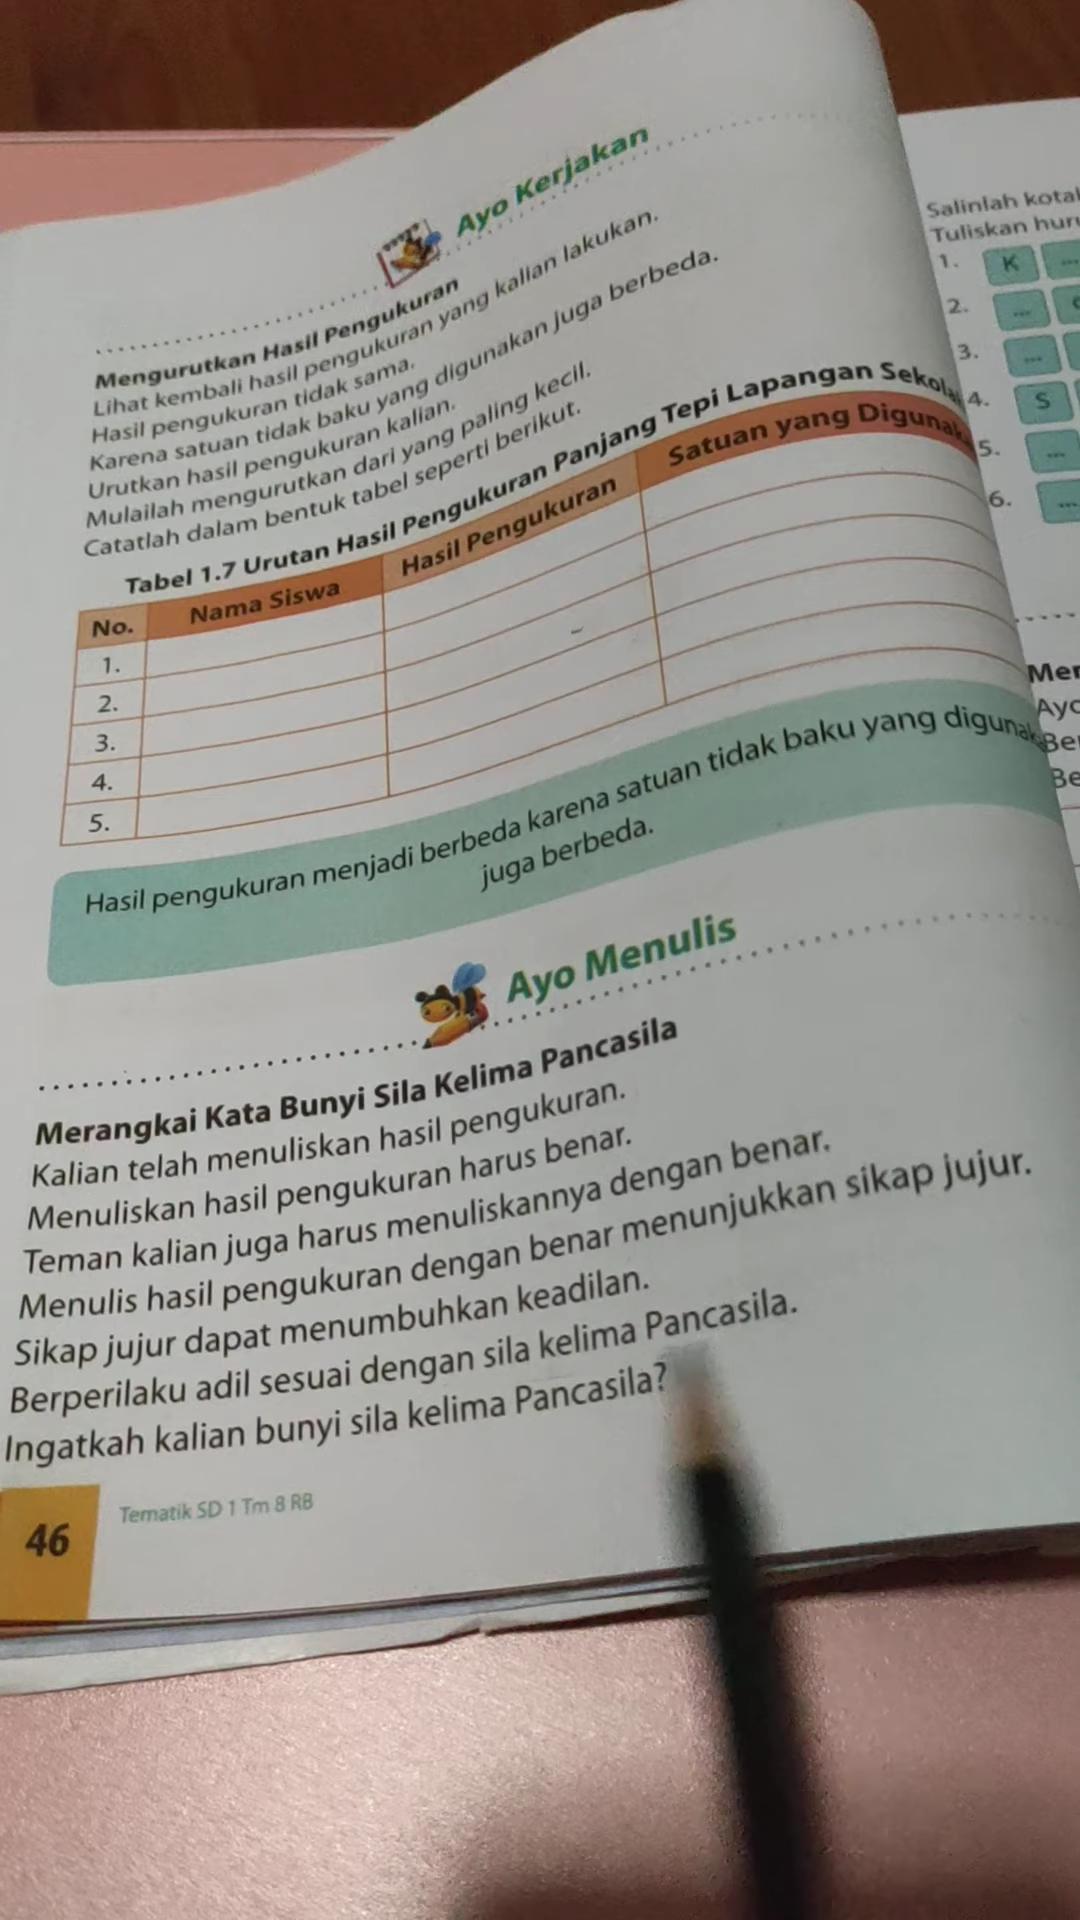 Ayo Kerjakan
Mengurutkan Hasil Pengukuran
Lihat kembali hasil pengukuran yang kalian lakukan.
Hasil pengukuran tidak sama.
Karena satuan tidak baku yang digunakan juga berbeda.
Urutkan hasil pengukuran kalian.
Mulailah mengurutkan dari yang paling kecil.
Catatlah dalam bentuk tabel seperti berikut.
Tabel 1.7 Urutan Hasil Pengukuran Panjang Tepi Lapangan
No. Nama Siswa Hasil Pengukuran Satuan yang
1.
2.
3.
4.
5.
Hasil pengukuran menjadi berbeda karena satuan tidak baku yang
juga berbeda.
Ayo Menulis
Merangkai Kata Bunyi Sila Kelima Pancasila
Kalian telah menuliskan hasil pengukuran.
Menuliskan hasil pengukuran harus benar.
Teman kalian juga harus menuliskannya dengan benar.
Menulis hasil pengukuran dengan benar menunjukkan sikap jujur.
Sikap jujur dapat menumbuhkan keadilan.
Berperilaku adil sesuai dengan sila kelima Pancasila.
Ingatkah kalian bunyi sila kelima Pancasila?
46
Tematik SD 1 Tm 8 RB
Salinlah
Tuliskan
1. K ...
2. ...
3. ...
4. S
5. ...
6. ...